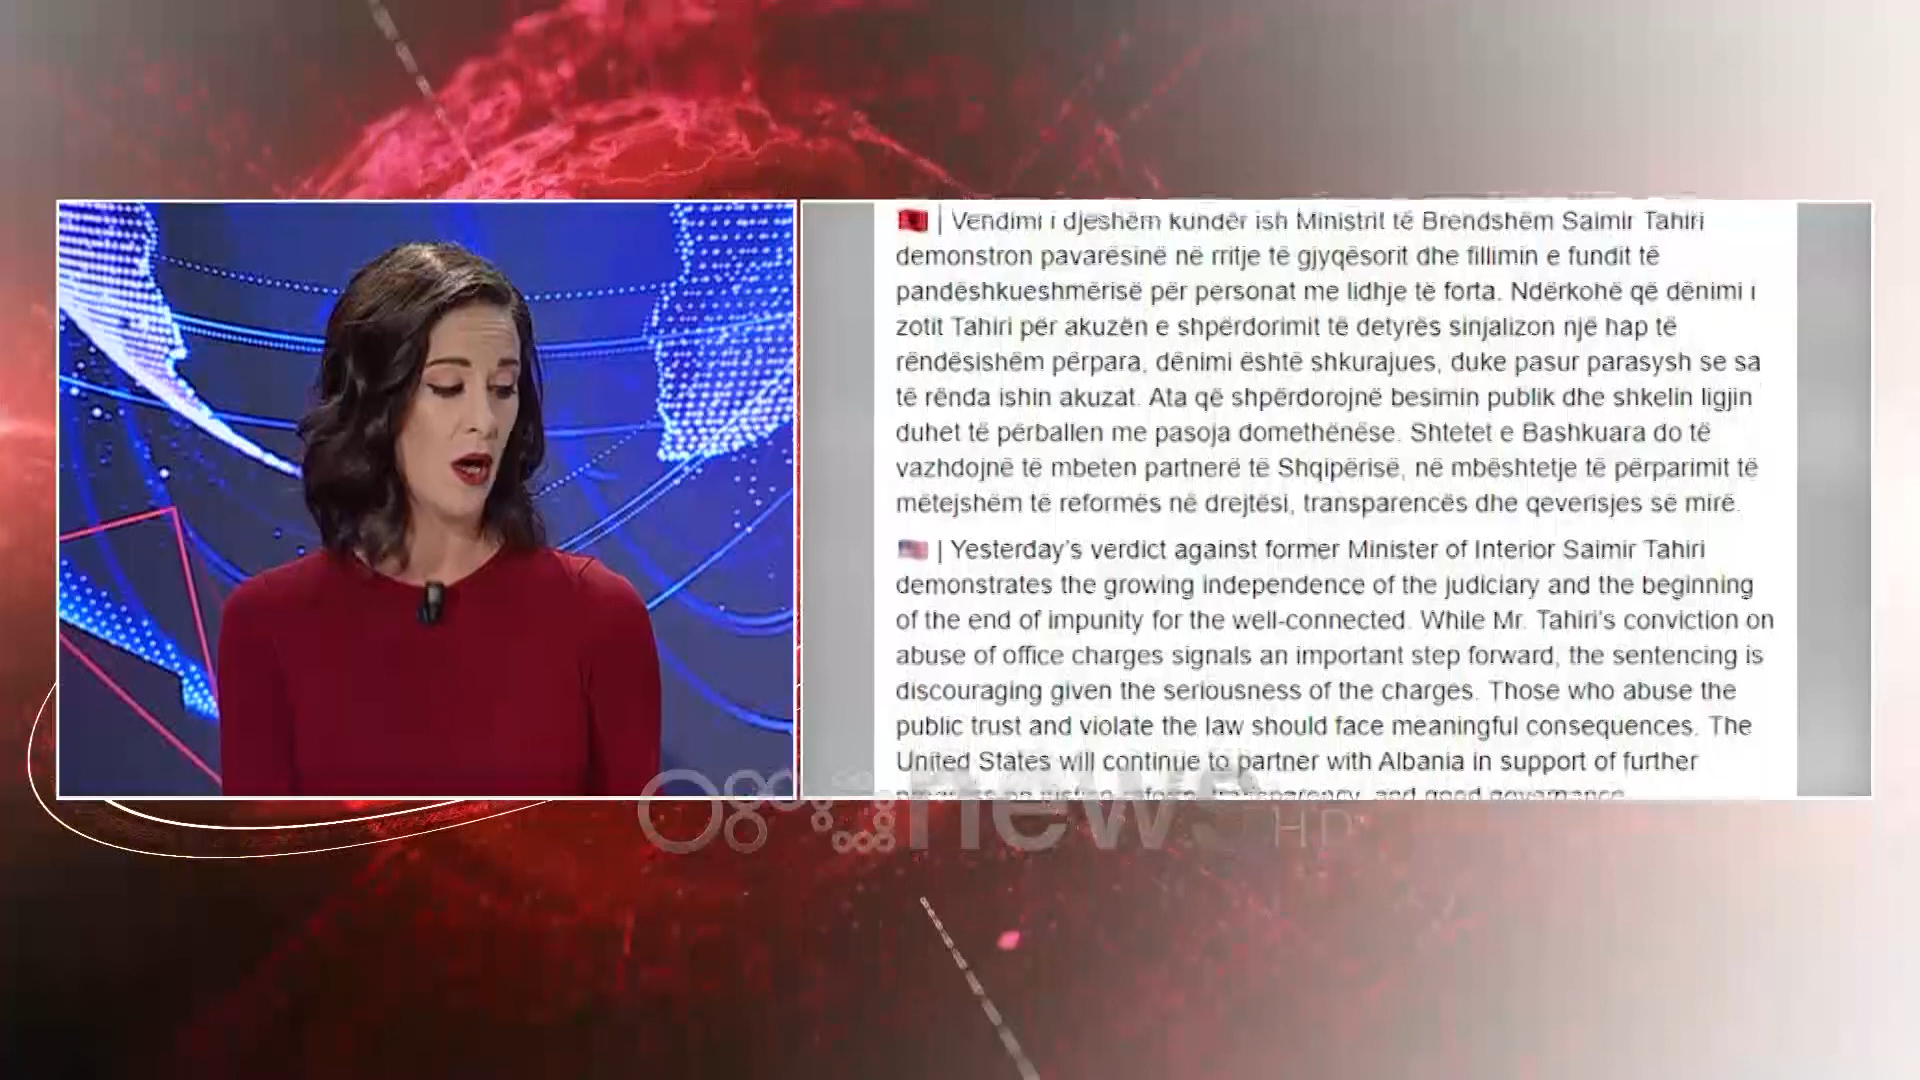 | Vendimi i djeshëm kundër ish Ministrit të Brendshëm Saimir Tahiri
demonstron pavarësinë në rritje të gjyqësorit dhe fillimin e fundit të
pandëshkueshmërisë për personat me lidhje të forta. Ndërkohë që dënimi i
zotit Tahiri për akuzën e shpërdorimit të detyrës sinjalizon një hap të
rëndësishëm përpara, dënimi është shkurajues, duke pasur parasysh se sa
të rënda ishin akuzat. Ata që shpërdorojnë besimin publik dhe shkelin ligjin
duhet të përballen me pasoja domethënëse. Shtetet e Bashkuara do të
vazhdojnë të mbeten partnerë të Shqipërisë, në mbështetje të përparimit të
mëtejshëm të reformës në drejtësi, transparencës dhe qeverisjes së mirë.
| Yesterday's verdict against former Minister of Interior Saimir Tahiri
demonstrates the growing independence of the judiciary and the beginning
of the end of impunity for the well-connected. While Mr. Tahiri's conviction on
abuse of office charges signals an important step forward, the sentencing is
discouraging given the seriousness of the charges. Those who abuse the
public trust and violate the law should face meaningful consequences. The
United States will continue to partner with Albania in support of further
progress on justice reform, transparency, and good governance.
news HD